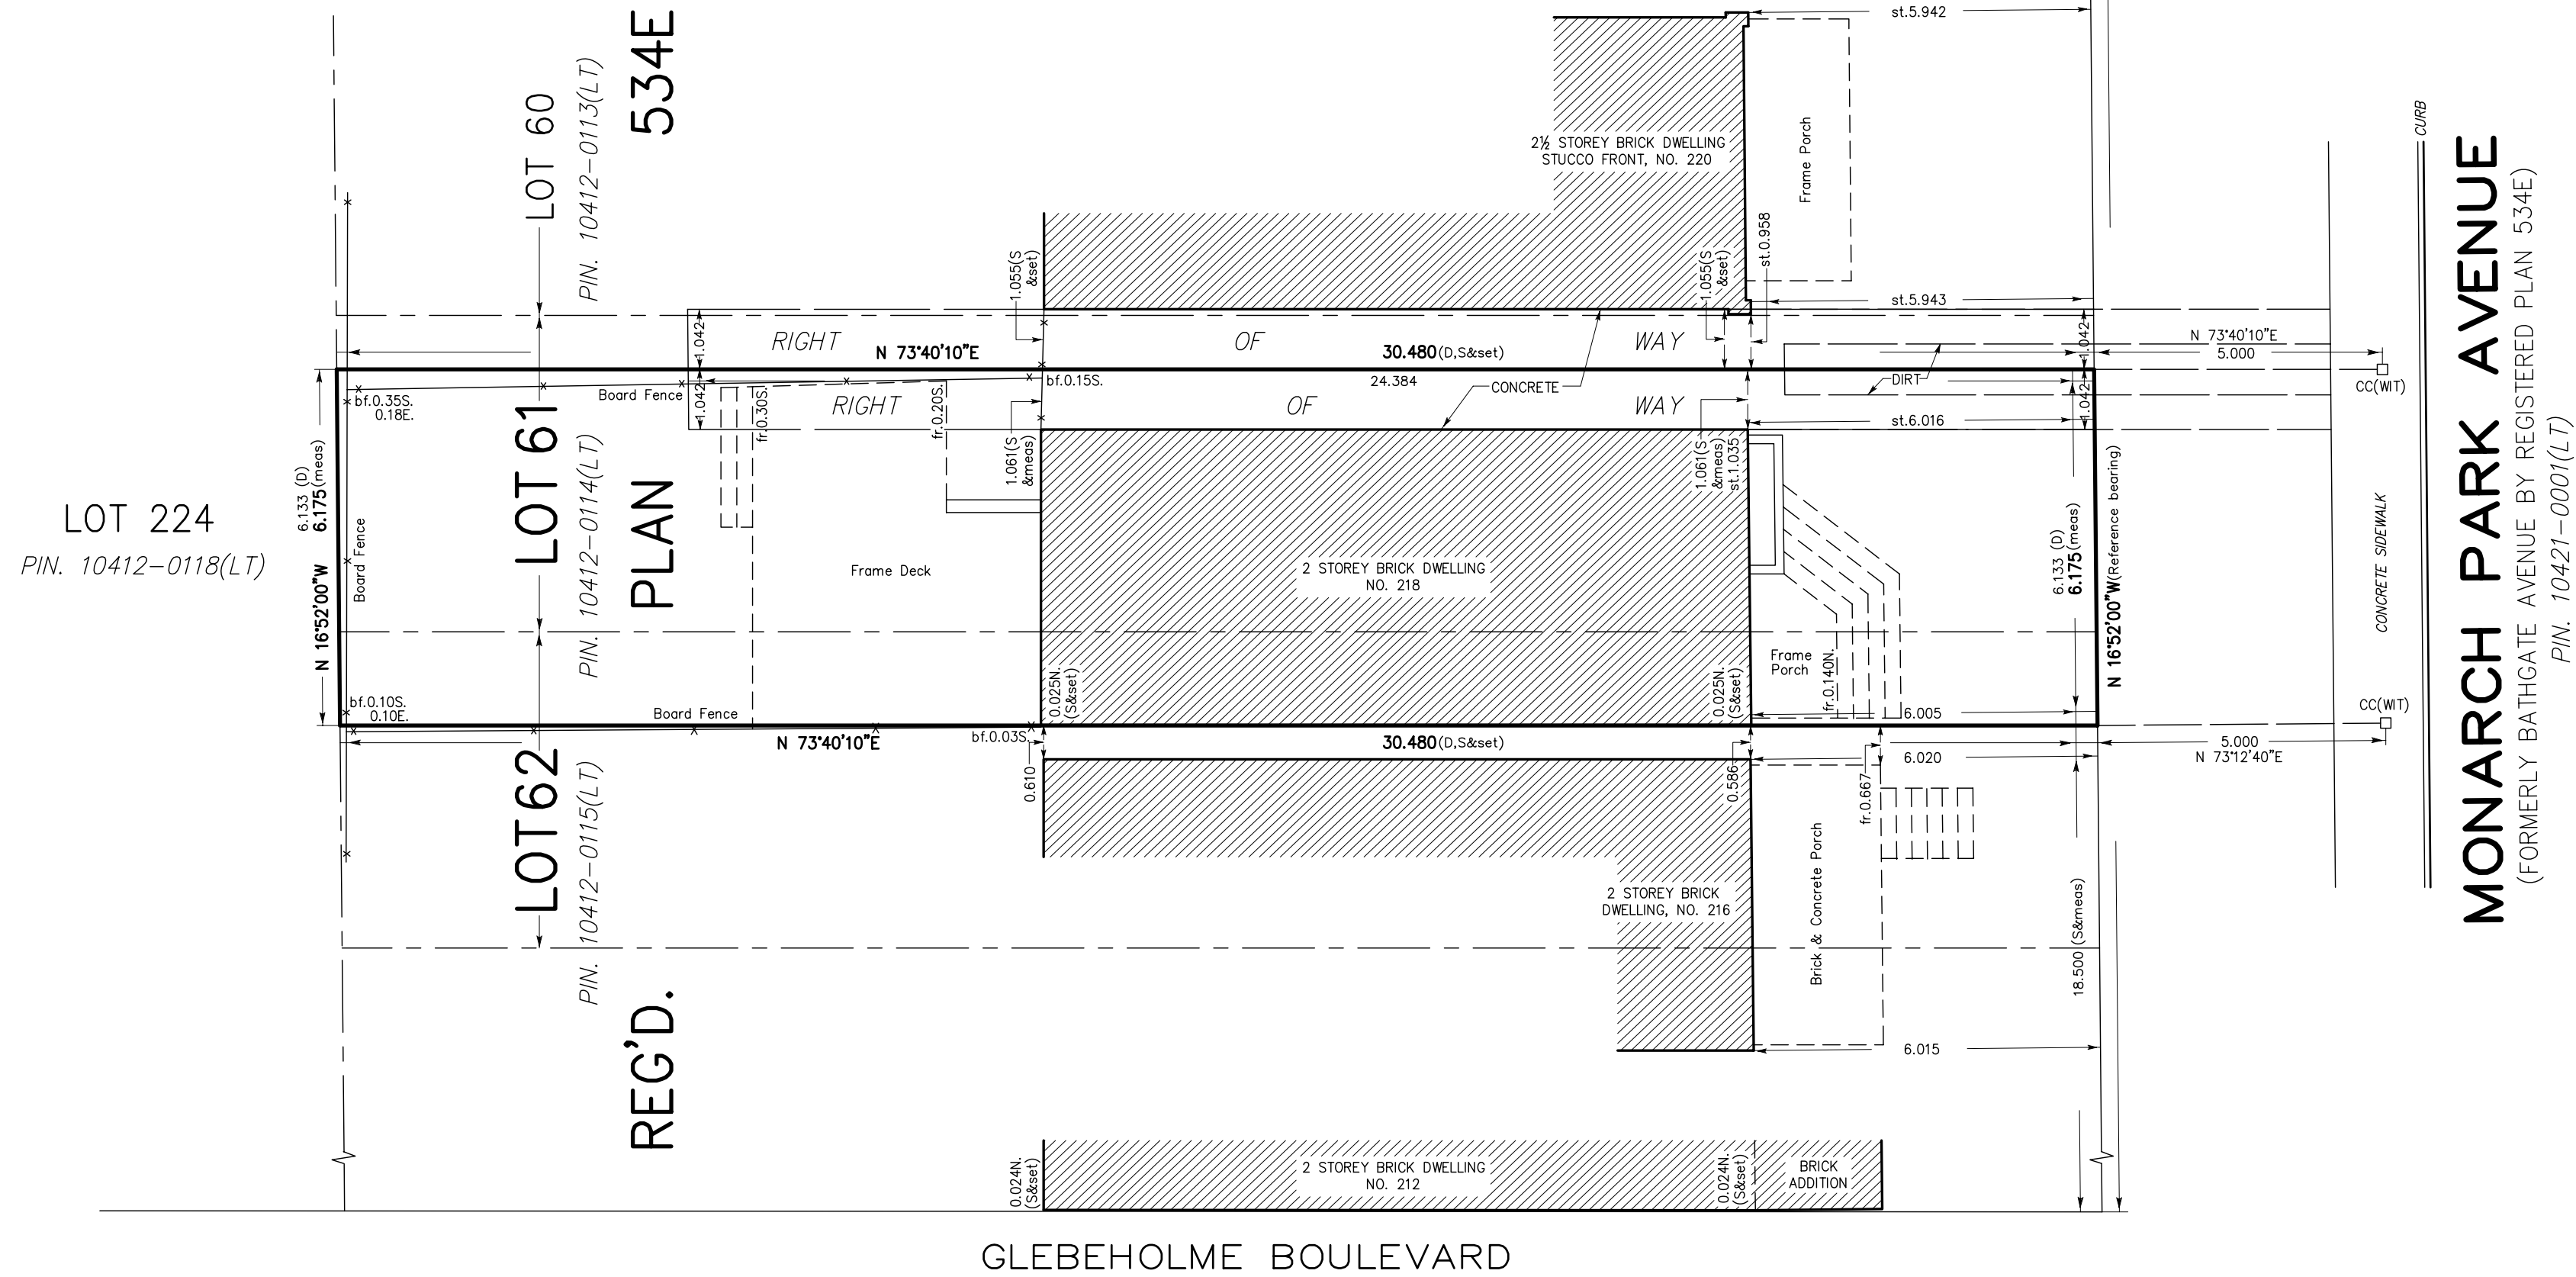 LOT 224
PIN. 10412-0118(LT)
LOT 60
PIN. 10412-0113(LT)
534E
LOT 61
PIN. 10412-0114(LT)
PLAN
LOT 62
PIN. 10412-0115(LT)
REG'D.
st.5.942
2½ STOREY BRICK DWELLING
STUCCO FRONT, NO. 220
Frame Porch
1.055(S
&set)
1.055(S
&set)
st.0.958
st.5.943
1.042
RIGHT OF WAY
N 73°40'10"E
30.480(D,S&set)
1.042
N 73°40'10"E
5.000
CC(WIT)
bf.0.15S.
24.384
CONCRETE
DIRT
Board Fence
bf.0.35S.
0.18E.
1.042
RIGHT OF WAY
fr.0.30S.
fr.0.20S.
1.061(S
&meas)
1.061(S
&meas)
st.1.035
st.6.016
1.042
6.133 (D)
6.175(meas)
N 16°52'00"W
Board Fence
Frame Deck
2 STOREY BRICK DWELLING
NO. 218
6.133 (D)
6.175(meas)
N 16°52'00"W(Reference bearing)
Frame
Porch
fr.0.140N.
0.025N.
(S&set)
0.025N.
(S&set)
6.005
bf.0.10S.
0.10E.
Board Fence
bf.0.03S.
N 73°40'10"E
30.480(D,S&set)
CC(WIT)
5.000
N 73°12'40"E
0.610
0.586
6.020
fr.0.667
2 STOREY BRICK
DWELLING, NO. 216
Brick & Concrete Porch
18.500 (S&meas)
6.015
0.024N.
(S&set)
2 STOREY BRICK DWELLING
NO. 212
0.024N.
(S&set)
BRICK
ADDITION
CURB
CONCRETE SIDEWALK
MONARCH PARK AVENUE
(FORMERLY BATHGATE AVENUE BY REGISTERED PLAN 534E)
PIN. 10421-0001(LT)
GLEBEHOLME BOULEVARD